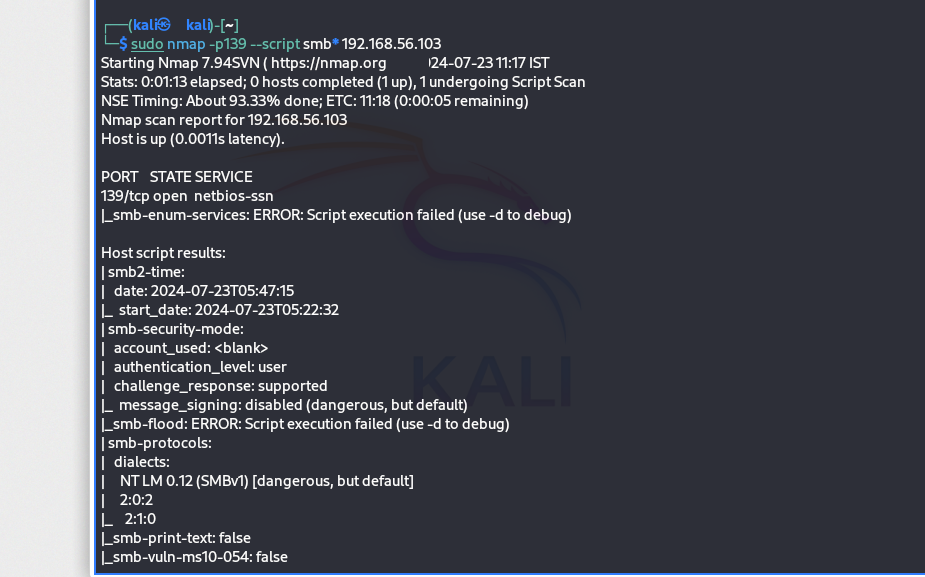 ┌──(kali㉿ kali)-[~]
└─$ sudo nmap -p139 --script smb* 192.168.56.103
Starting Nmap 7.94SVN ( https://nmap.org 24-07-23 11:17 IST
Stats: 0:01:13 elapsed; 0 hosts completed (1 up), 1 undergoing Script Scan
NSE Timing: About 93.33% done; ETC: 11:18 (0:00:05 remaining)
Nmap scan report for 192.168.56.103
Host is up (0.0011s latency).
PORT STATE SERVICE
139/tcp open netbios-ssn
|_smb-enum-services: ERROR: Script execution failed (use -d to debug)
Host script results:
| smb2-time:
| date: 2024-07-23T05:47:15
|_ start_date: 2024-07-23T05:22:32
| smb-security-mode:
| account_used: <blank>
| authentication_level: user
| challenge_response: supported
|_ message_signing: disabled (dangerous, but default)
|_smb-flood: ERROR: Script execution failed (use -d to debug)
| smb-protocols:
| dialects:
| NT LM 0.12 (SMBv1) [dangerous, but default]
| 2:0:2
|_ 2:1:0
|_smb-print-text: false
|_smb-vuln-ms10-054: false
KALI